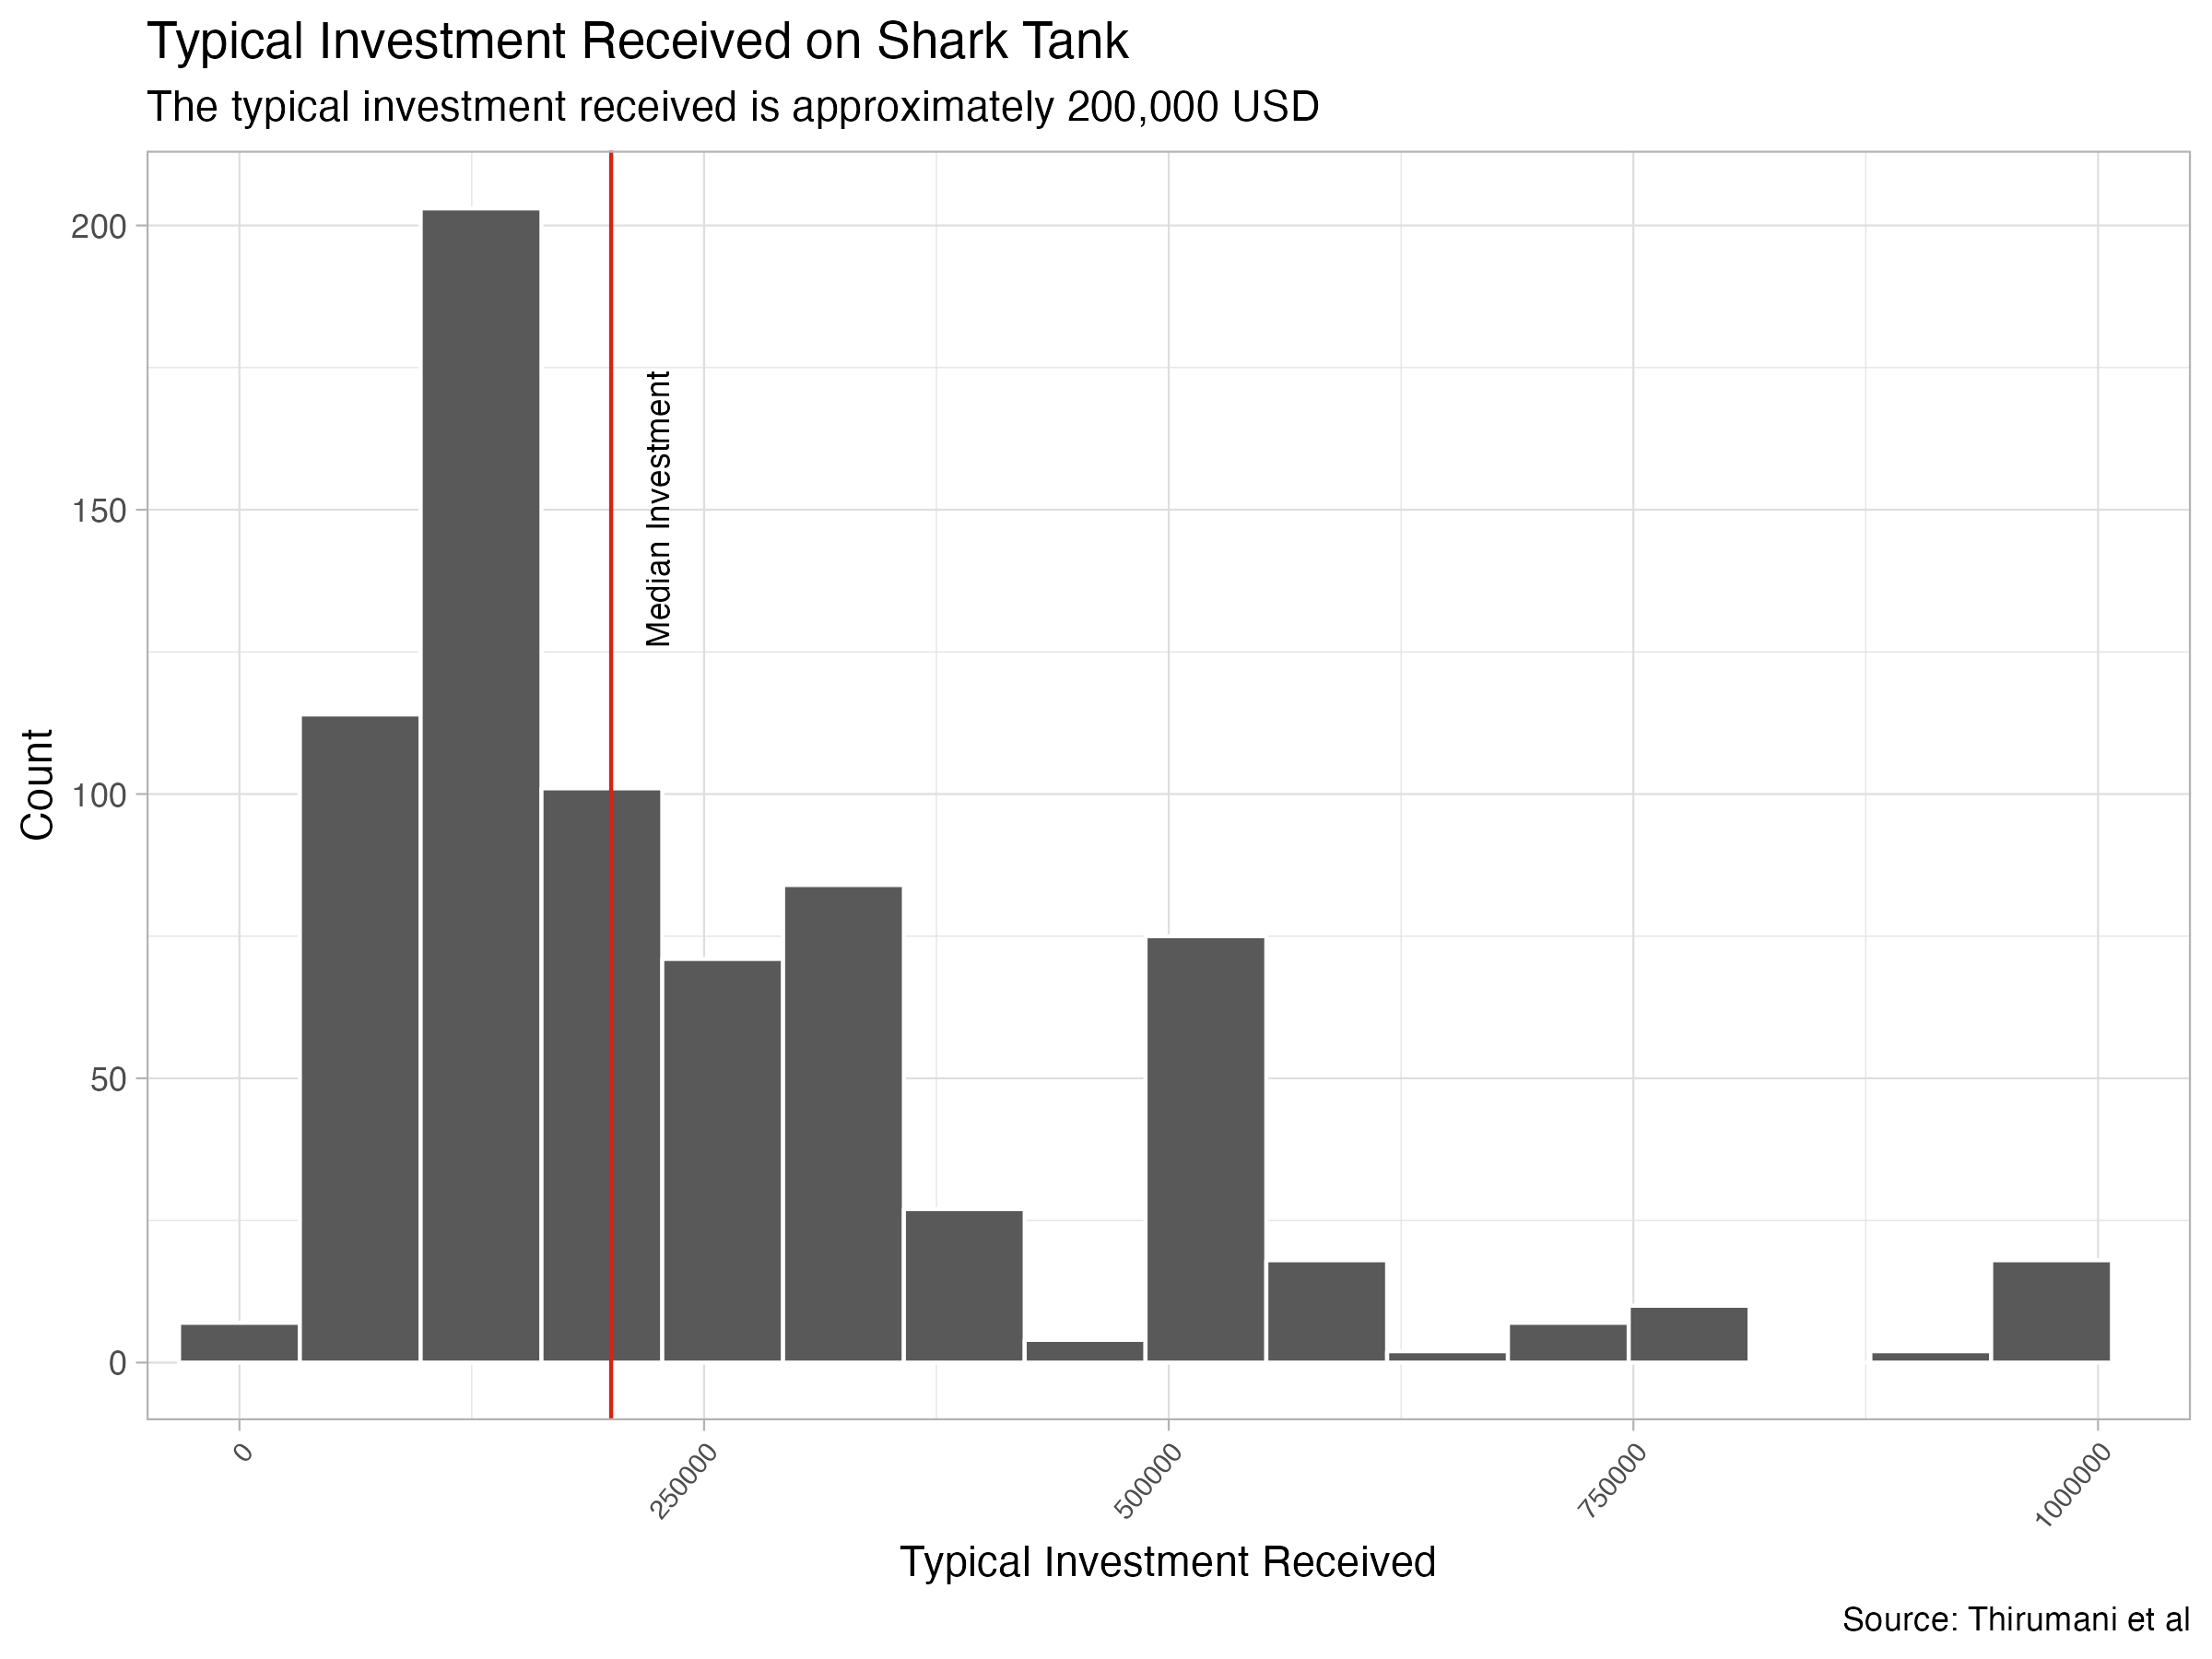 Typical Investment Received on Shark Tank
The typical investment received is approximately 200,000 USD
200
150
100
50
0
Count
Median Investment
0
250000
500000
750000
1000000
Typical Investment Received
Source: Thirumani et al